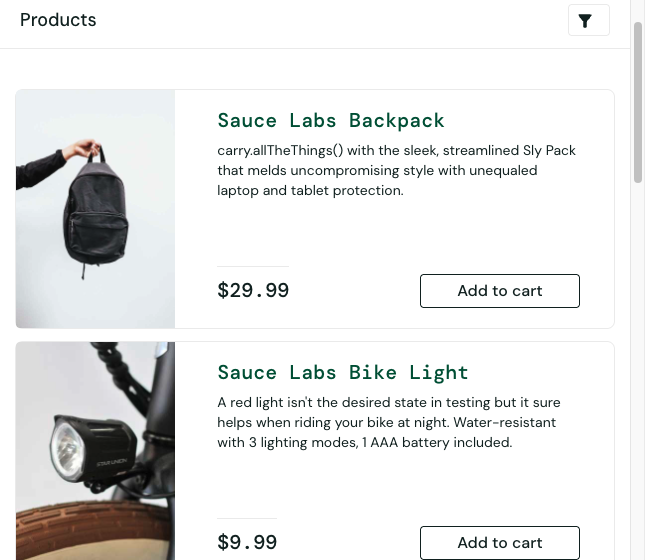 Products
Sauce Labs Backpack
carry.allTheThings() with the sleek, streamlined Sly Pack
that melds uncompromising style with unequaled
laptop and tablet protection.
$29.99
Add to cart
Sauce Labs Bike Light
A red light isn't the desired state in testing but it sure
helps when riding your bike at night. Water-resistant
with 3 lighting modes, 1 AAA battery included.
$9.99
Add to cart